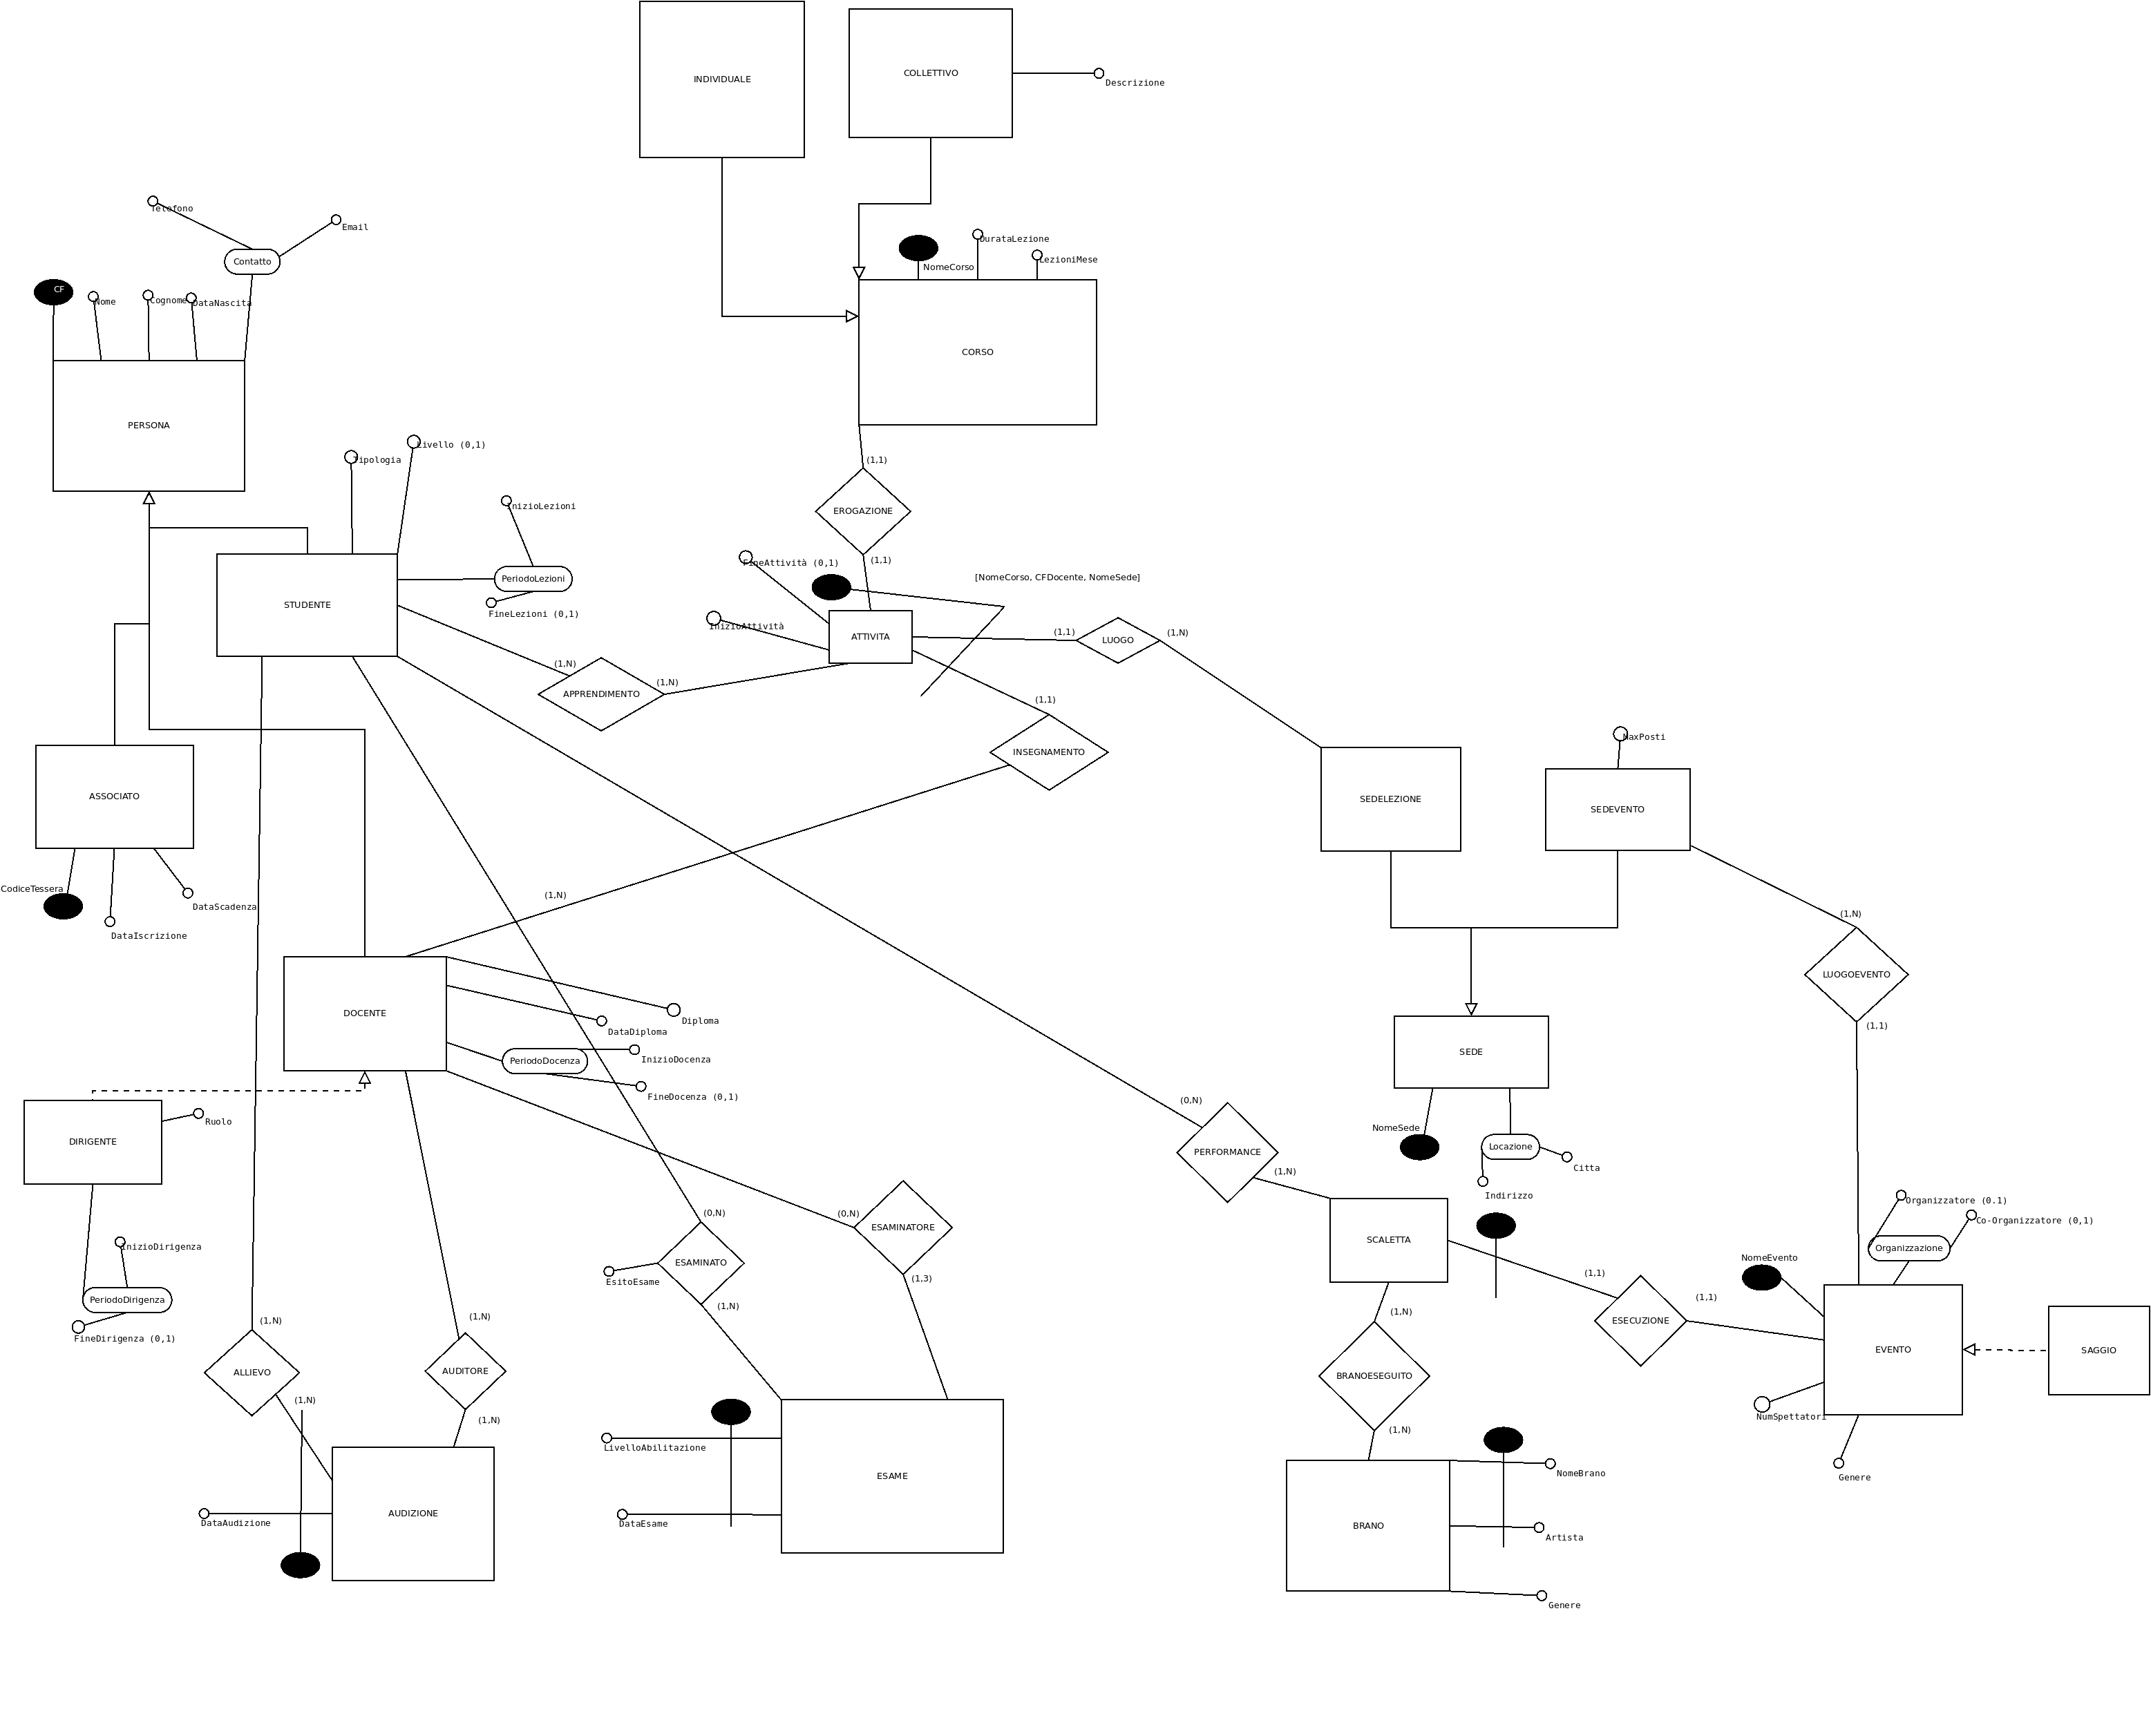 INDIVIDUALE
COLLETTIVO
Descrizione
Telefono
Email
Contatto
DurataLezione
LezioniMese
NomeCorso
CF
Nome
Cognome
DataNascita
CORSO
PERSONA
Tipologia
Livello (0,1)
(1,1)
InizioLezioni
EROGAZIONE
FineAttività (0,1)
(1,1)
PeriodoLezioni
[NomeCorso, CFDocente, NomeSede]
STUDENTE
FineLezioni (0,1)
InizioAttività
ATTIVITA
(1,1)
LUOGO
(1,N)
(1,N)
(1,N)
APPRENDIMENTO
(1,1)
INSEGNAMENTO
MaxPosti
ASSOCIATO
SEDELEZIONE
SEDEVENTO
CodiceTessera
DataScadenza
DataIscrizione
(1,N)
(1,N)
LUOGOEVENTO
DOCENTE
Diploma
DataDiploma
(1,1)
PeriodoDocenza
InizioDocenza
SEDE
FineDocenza (0,1)
Ruolo
DIRIGENTE
(0,N)
NomeSede
PERFORMANCE
Locazione
Citta
(1,N)
Indirizzo
Organizzatore (0.1)
Co-Organizzatore (0,1)
(0,N)
(0,N)
ESAMINATORE
SCALETTA
InizioDirigenza
Organizzazione
ESAMINATO
NomeEvento
EsitoEsame
(1,3)
(1,1)
PeriodoDirigenza
(1,N)
(1,1)
FineDirigenza (0,1)
(1,N)
(1,N)
(1,N)
ESECUZIONE
EVENTO
SAGGIO
ALLIEVO
AUDITORE
BRANOESEGUITO
(1,N)
(1,N)
(1,N)
NumSpettatori
LivelloAbilitazione
ESAME
NomeBrano
Genere
DataAudizione
AUDIZIONE
DataEsame
BRANO
Artista
Genere